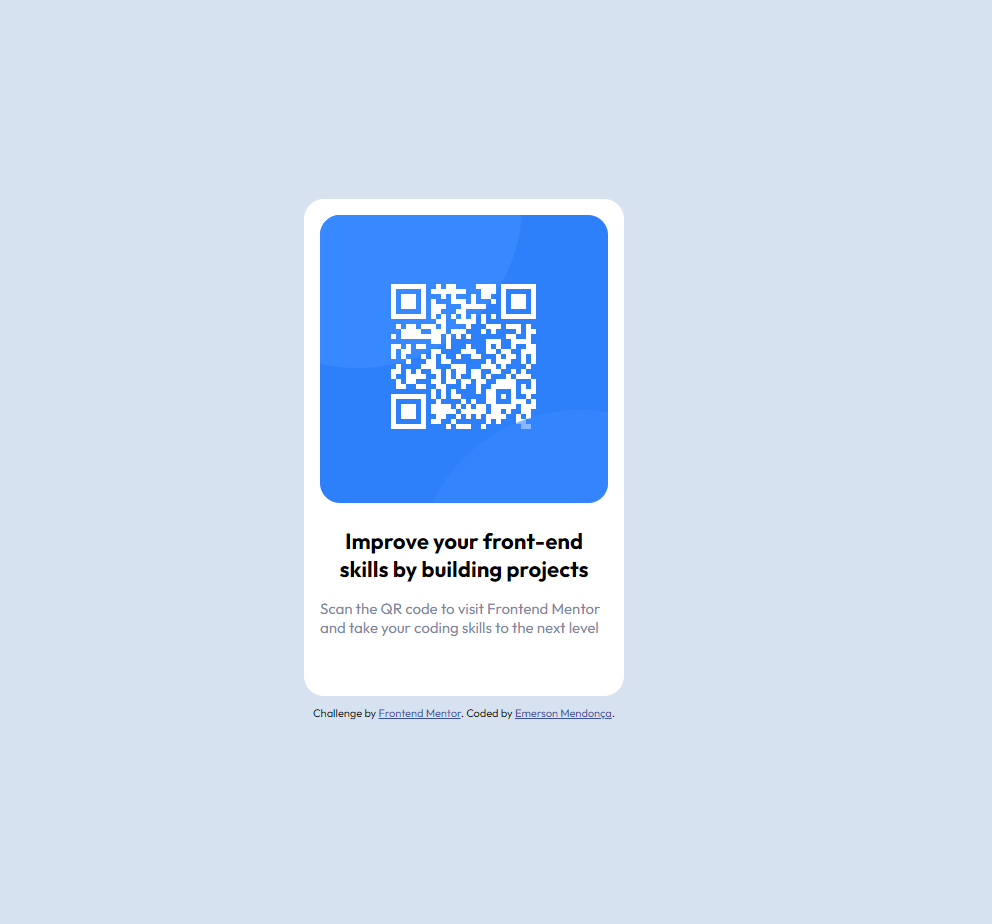 Improve your front-end
skills by building projects
Scan the QR code to visit Frontend Mentor
and take your coding skills to the next level
Challenge by Frontend Mentor. Coded by Emerson Mendonça.